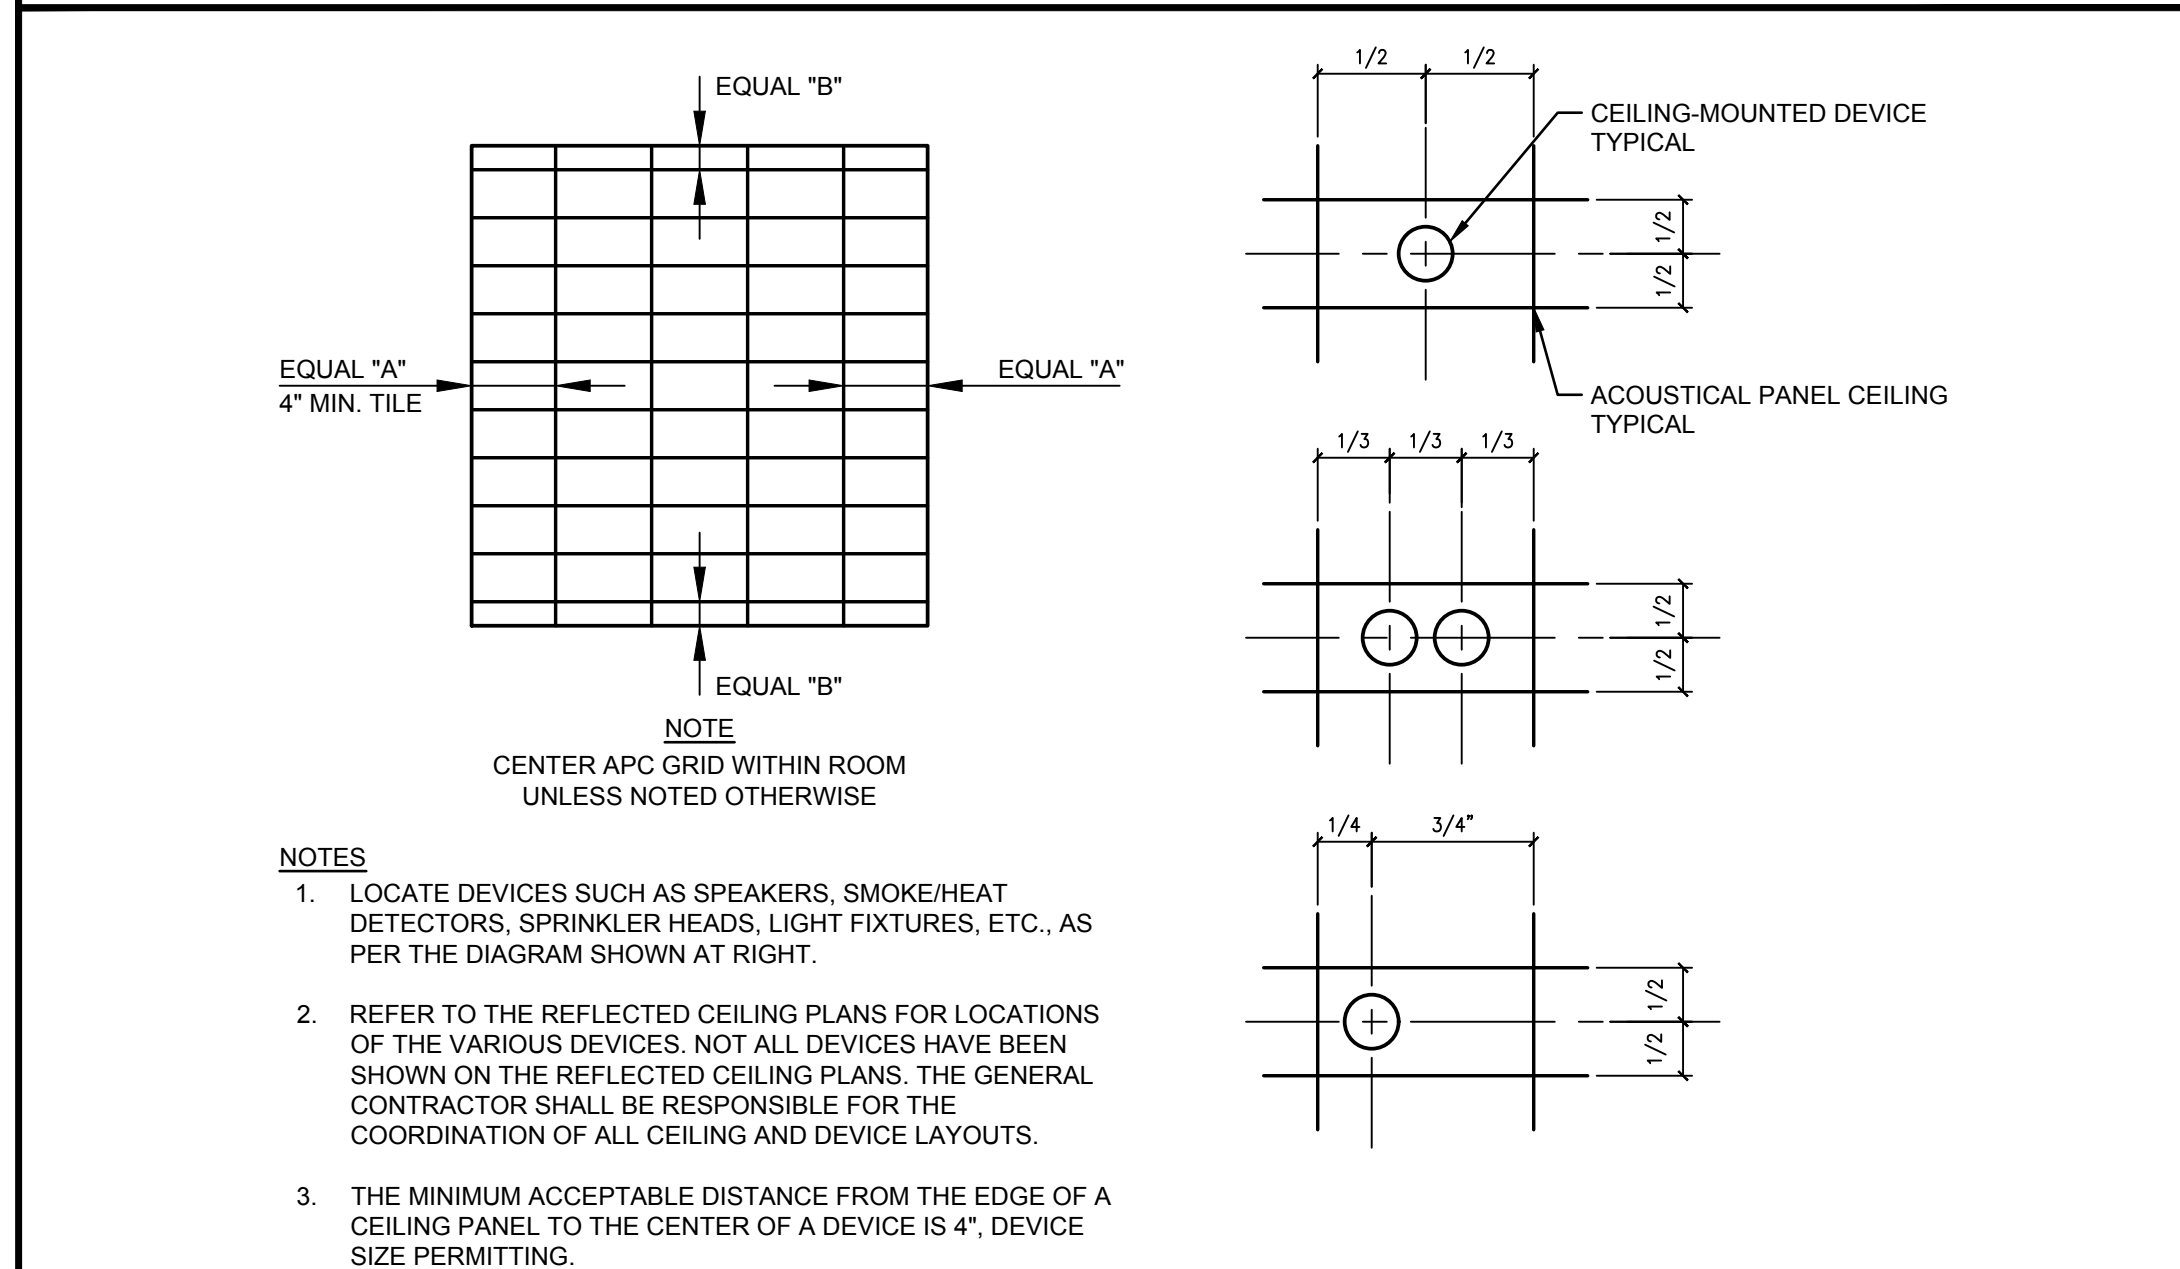 EQUAL "B"
EQUAL "A"
4" MIN. TILE
EQUAL "A"
EQUAL "B"
NOTE
CENTER APC GRID WITHIN ROOM
UNLESS NOTED OTHERWISE
NOTES
1. LOCATE DEVICES SUCH AS SPEAKERS, SMOKE/HEAT
DETECTORS, SPRINKLER HEADS, LIGHT FIXTURES, ETC., AS
PER THE DIAGRAM SHOWN AT RIGHT.
2. REFER TO THE REFLECTED CEILING PLANS FOR LOCATIONS
OF THE VARIOUS DEVICES. NOT ALL DEVICES HAVE BEEN
SHOWN ON THE REFLECTED CEILING PLANS. THE GENERAL
CONTRACTOR SHALL BE RESPONSIBLE FOR THE
COORDINATION OF ALL CEILING AND DEVICE LAYOUTS.
3. THE MINIMUM ACCEPTABLE DISTANCE FROM THE EDGE OF A
CEILING PANEL TO THE CENTER OF A DEVICE IS 4", DEVICE
SIZE PERMITTING.
1/2 1/2
CEILING-MOUNTED DEVICE
TYPICAL
1/2
1/2
ACOUSTICAL PANEL CEILING
TYPICAL
1/3 1/3 1/3
1/2
1/2
1/4 3/4"
1/2
1/2